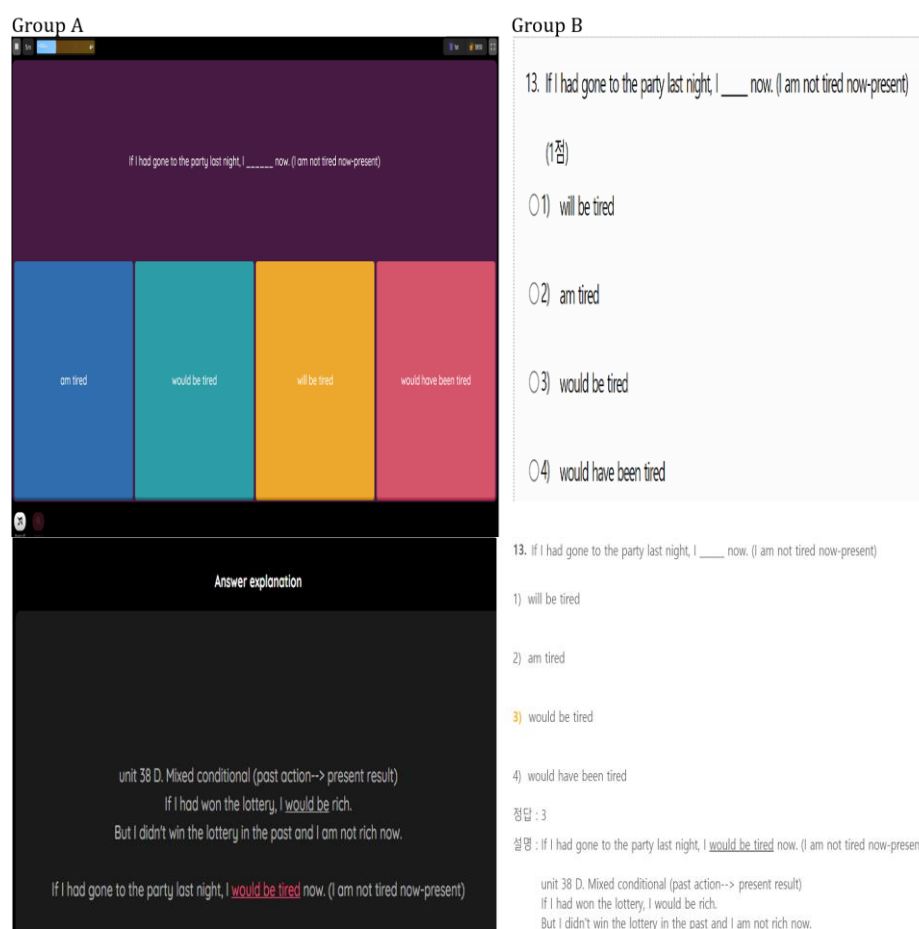 Group A
If I had gone to the party last night, I ______ now. (I am not tired now-present)
am tired
would be tired
will be tired
would have been tired
Answer explanation
unit 38 D. Mixed conditional (past action--> present result)
If I had won the lottery, I would be rich.
But I didn't win the lottery in the past and I am not rich now.
If I had gone to the party last night, I would be tired now. (I am not tired now-present)
Group B
13. If I had gone to the party last night, I ____ now. (I am not tired now-present)
(1점)
1) will be tired
2) am tired
3) would be tired
4) would have been tired
13. If I had gone to the party last night, I ____ now. (I am not tired now-present)
1) will be tired
2) am tired
3) would be tired
4) would have been tired
정답 : 3
설명 : If I had gone to the party last night, I would be tired now. (I am not tired now-presen
unit 38 D. Mixed conditional (past action--> present result)
If I had won the lottery, I would be rich.
But I didn't win the lottery in the past and I am not rich now.